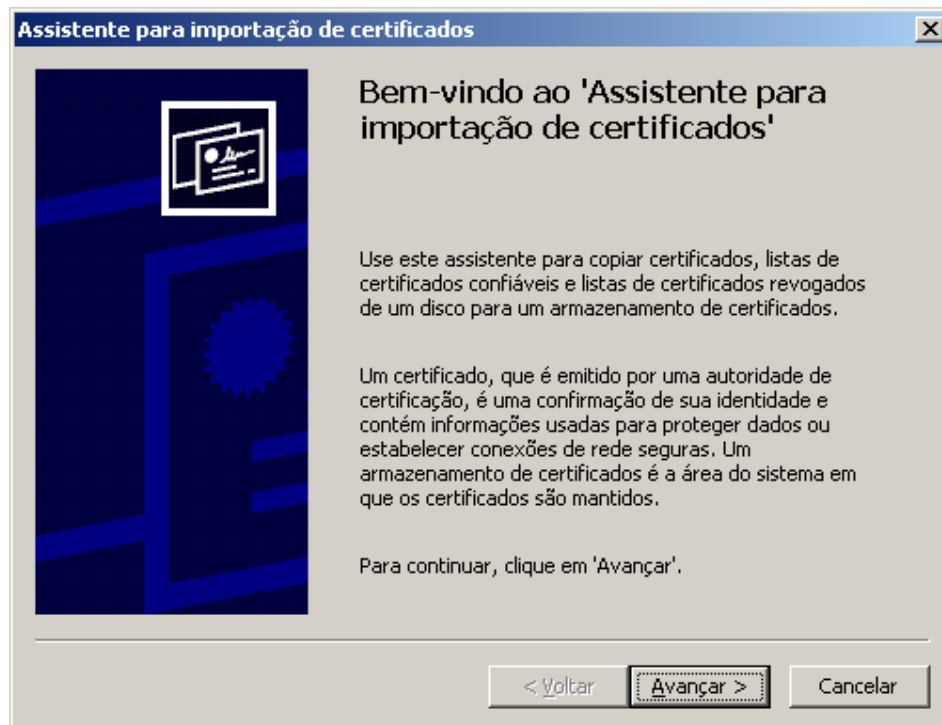 Assistente para importação de certificados
Bem-vindo ao 'Assistente para
importação de certificados'
Use este assistente para copiar certificados, listas de
certificados confiáveis e listas de certificados revogados
de um disco para um armazenamento de certificados.
Um certificado, que é emitido por uma autoridade de
certificação, é uma confirmação de sua identidade e
contém informações usadas para proteger dados ou
estabelecer conexões de rede seguras. Um
armazenamento de certificados é a área do sistema em
que os certificados são mantidos.
Para continuar, clique em 'Avançar'.
< Voltar Avançar > Cancelar